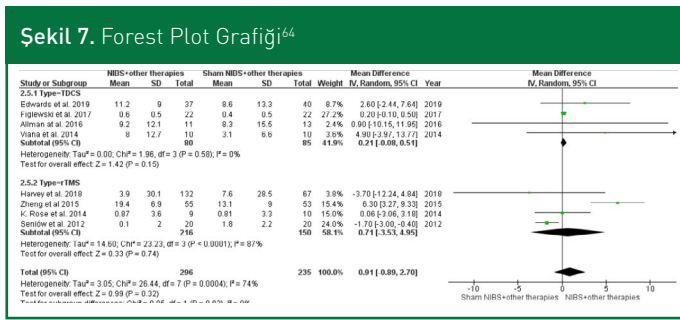 Şekil 7. Forest Plot Grafiği⁶⁴
NIBS+other therapies Sham NIBS+other therapies Mean Difference Mean Difference
Study or Subgroup Mean SD Total Mean SD Total Weight IV, Random, 95% CI Year IV, Random, 95% CI
2.5.1 Type=TDCS
Edwards et al. 2019 11.2 9 37 8.6 13.3 40 8.7% 2.60 [-2.44, 7.64] 2019
Figlewski et al. 2017 0.6 0.5 22 0.4 0.5 22 29.0% 0.20 [-0.10, 0.50] 2017
Allman at al. 2016 9.2 12.1 11 8.3 15.5 13 2.4% 0.90 [-10.15, 11.95] 2016
Viana et al. 2014 8 12.7 10 3.1 6.6 10 3.6% 4.90 [-3.97, 13.77] 2014
Subtotal (95% CI) 80 85 41.9% 0.21 [-0.08, 0.51]
Heterogeneity: Tau² = 0.00; Chi² = 1.96, df = 3 (P = 0.58); I² = 0%
Test for overall effect: Z = 1.42 (P = 0.15)
2.5.2 Type=rTMS
Harvey et al. 2018 3.9 30.1 132 7.6 28.5 67 3.8% -3.70 [-12.24, 4.84] 2018
Zheng et al 2015 19.4 6.9 55 13.1 9 53 6.30 [3.27, 9.33] 2015
K. Rose et al. 2014 0.87 3.6 9 0.81 3.3 10 0.06 [-3.06, 3.18] 2014
Seniów et al. 2012 0.1 2 20 1.8 2.2 20 -1.70 [-3.00, -0.40] 2012
Subtotal (95% CI) 216 150 58.1% 0.71 [-3.53, 4.95]
Heterogeneity: Tau² = 14.60; Chi² = 23.23, df = 3 (P < 0.0001); I² = 87%
Test for overall effect: Z = 0.33 (P = 0.74)
Total (95% CI) 296 235 100.0% 0.91 [-0.89, 2.70]
Heterogeneity: Tau² = 3.05; Chi² = 26.44, df = 7 (P = 0.0004); I² = 74%
Test for overall effect: Z = 0.99 (P = 0.32)
-10 -5 0 5 10
Sham NIBS+other therapies NIBS+other therapies